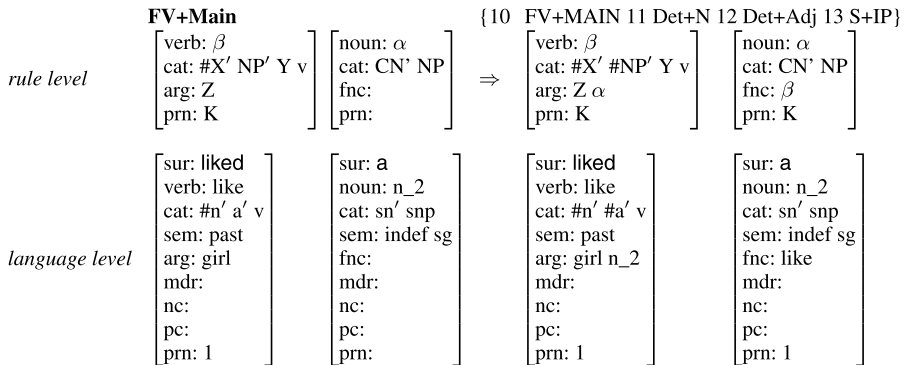 FV+Main {10 FV+MAIN 11 Det+N 12 Det+Adj 13 S+IP}
verb: β noun: α verb: β noun: α
rule level cat: #X′ NP′ Y v cat: CN' NP ⇒ cat: #X′ #NP′ Y v cat: CN' NP
arg: Z fnc: arg: Z α fnc: β
prn: K prn: prn: K prn: K
sur: liked sur: a sur: liked sur: a
verb: like noun: n_2 verb: like noun: n_2
cat: #n′ a′ v cat: sn′ snp cat: #n′ #a′ v cat: sn′ snp
sem: past sem: indef sg sem: past sem: indef sg
language level arg: girl fnc: arg: girl n_2 fnc: like
mdr: mdr: mdr: mdr:
nc: nc: nc: nc:
pc: pc: pc: pc:
prn: 1 prn: prn: 1 prn: 1